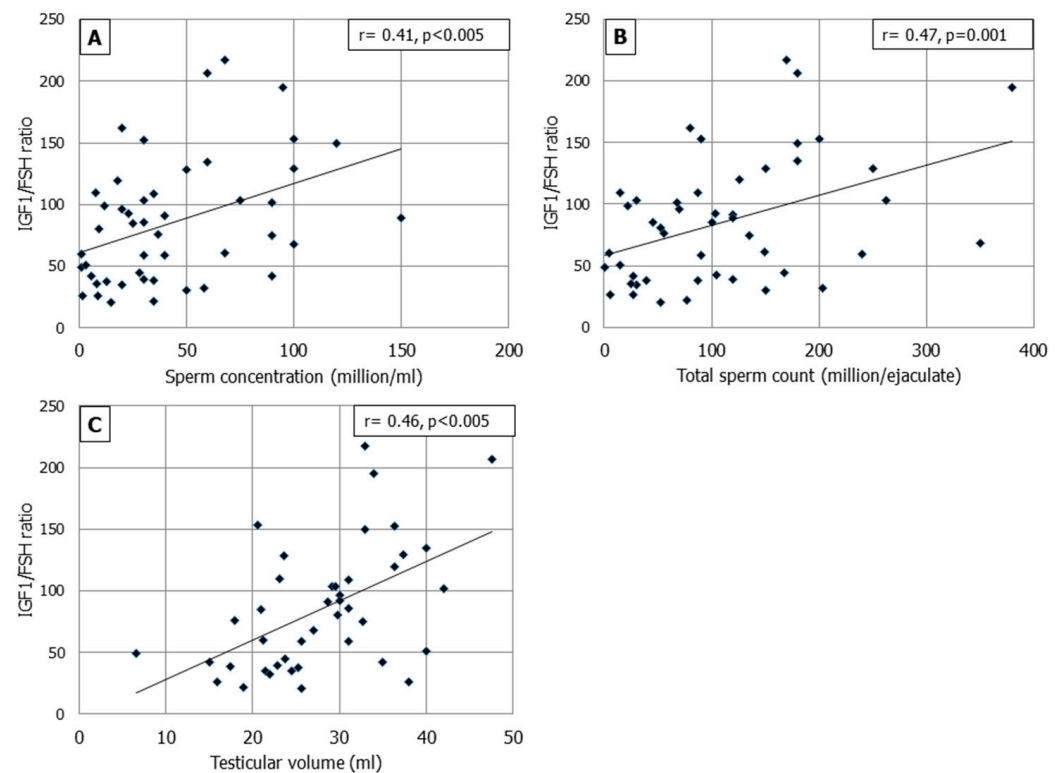 A
r= 0.41, p<0.005
250
200
150
100
50
0
IGF1/FSH ratio
0 50 100 150 200
Sperm concentration (million/ml)
B
r= 0.47, p=0.001
250
200
150
100
50
0
IGF1/FSH ratio
0 100 200 300 400
Total sperm count (million/ejaculate)
C
r= 0.46, p<0.005
250
200
150
100
50
0
IGF1/FSH ratio
0 10 20 30 40 50
Testicular volume (ml)